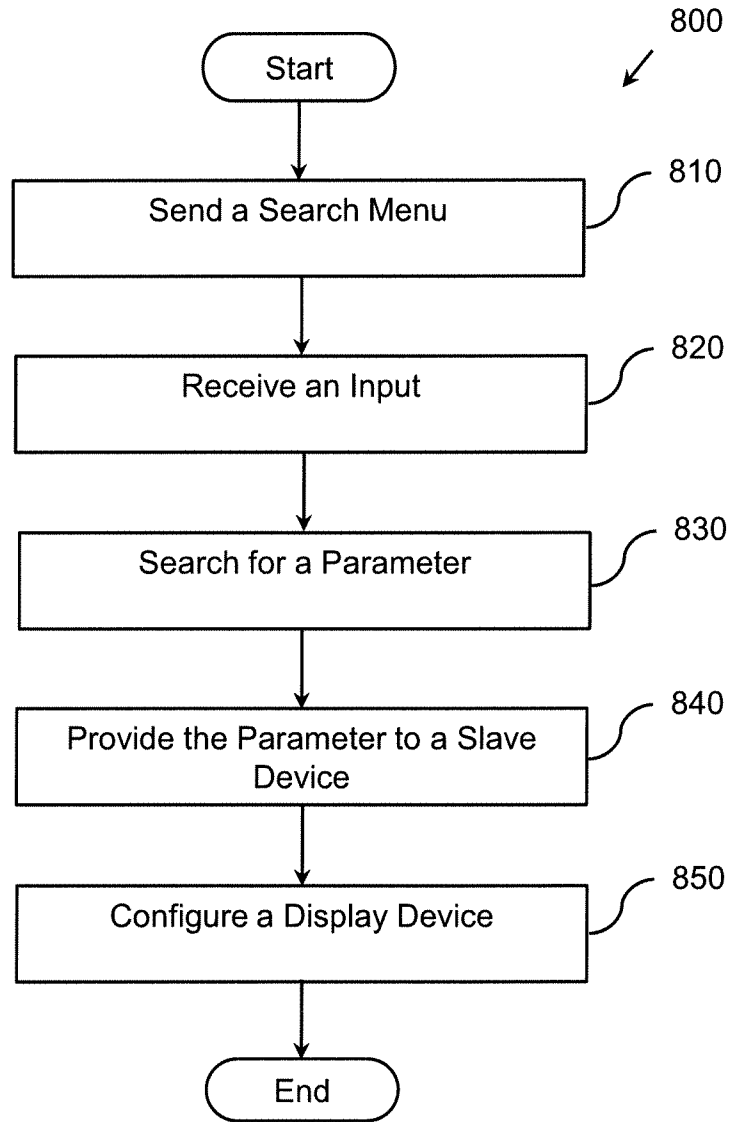 800
Start
Send a Search Menu
810
Receive an Input
820
Search for a Parameter
830
Provide the Parameter to a Slave
Device
840
Configure a Display Device
850
End